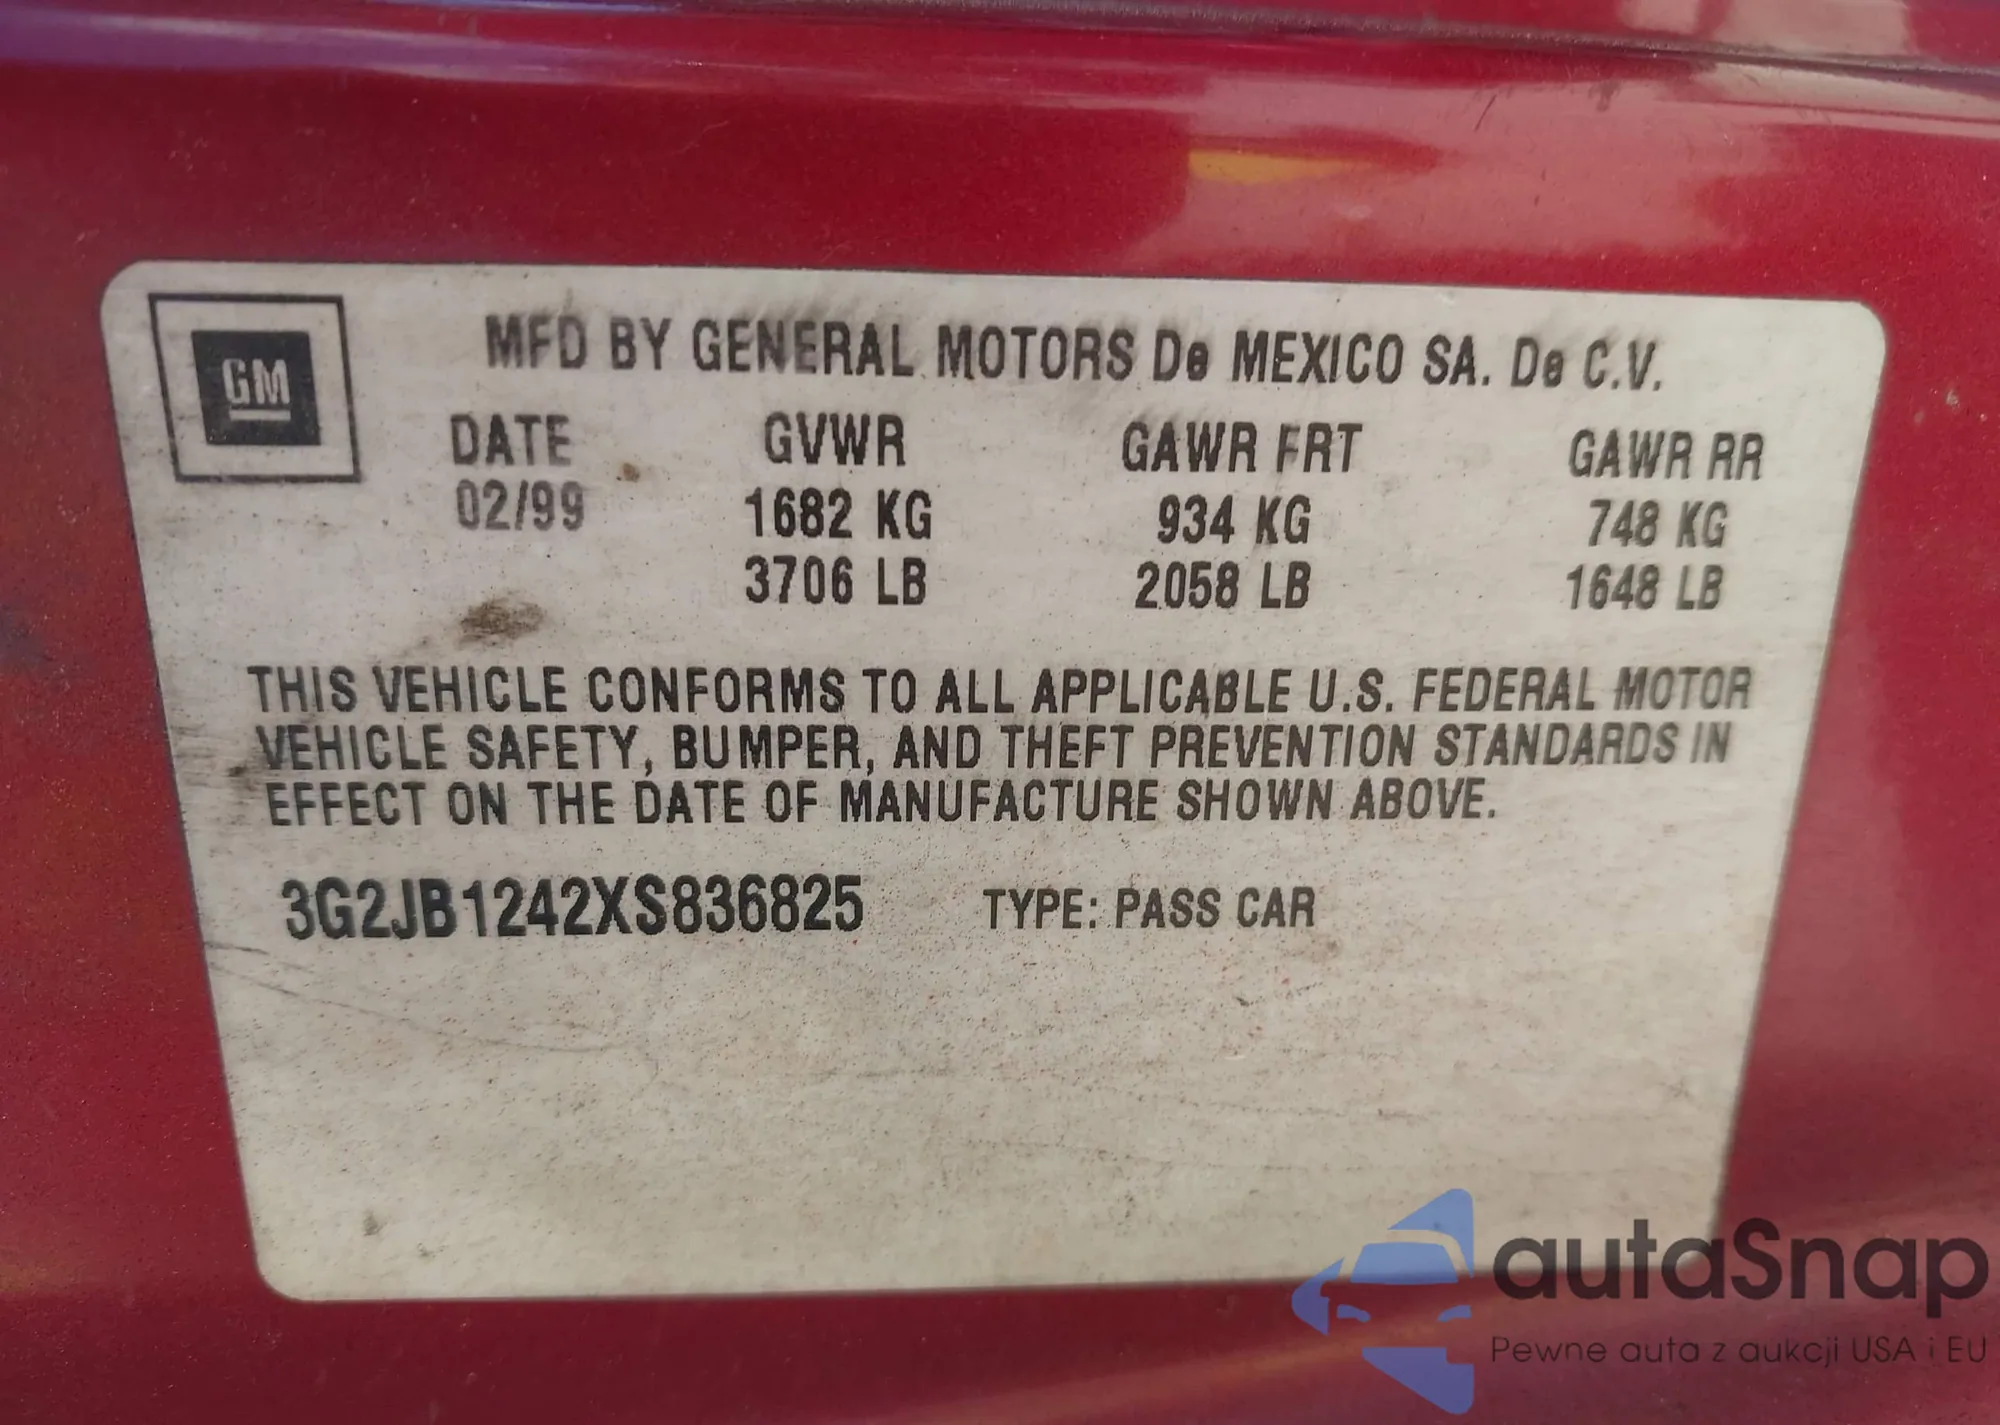 GM
MFD BY GENERAL MOTORS De MEXICO SA. De C.V.
DATE GVWR GAWR FRT GAWR RR
02/99 1682 KG 934 KG 748 KG
3706 LB 2058 LB 1648 LB
THIS VEHICLE CONFORMS TO ALL APPLICABLE U.S. FEDERAL MOTOR
VEHICLE SAFETY, BUMPER, AND THEFT PREVENTION STANDARDS IN
EFFECT ON THE DATE OF MANUFACTURE SHOWN ABOVE.
3G2JB1242XS836825 TYPE: PASS CAR
autaSnap
Pewne auta z aukcji USA i EU